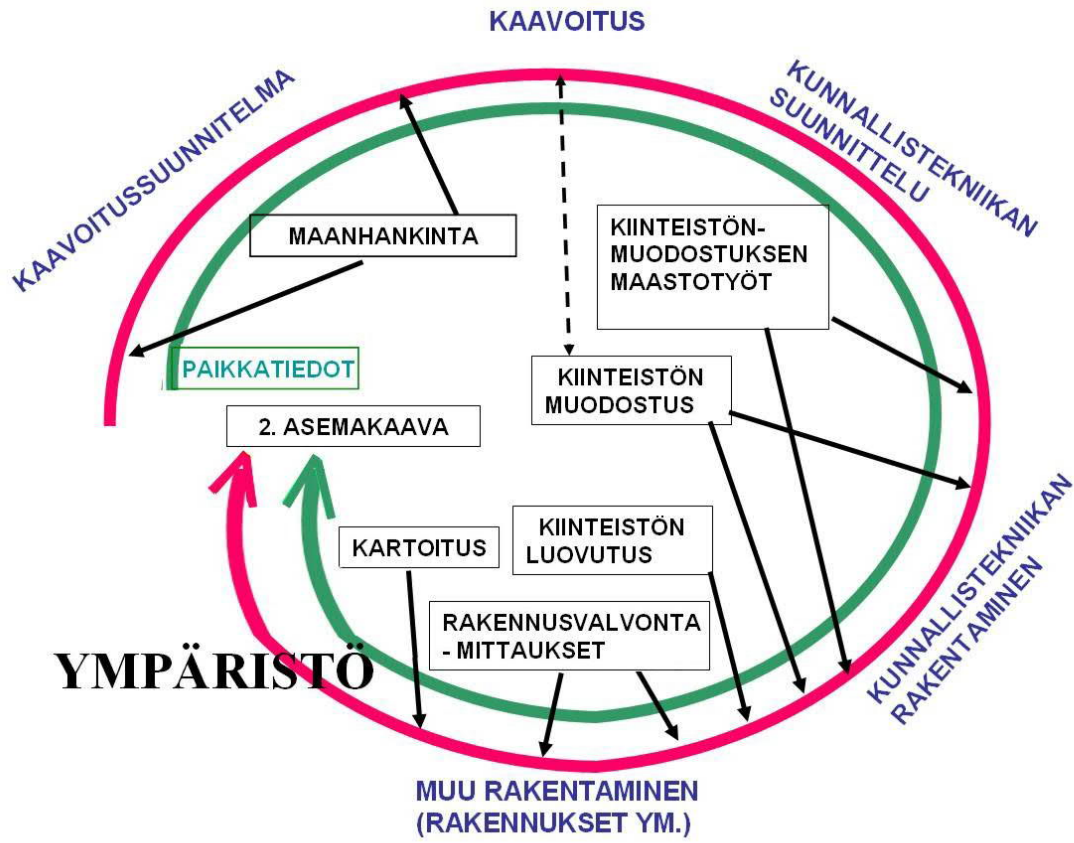 KAAVOITUS
KAAVOITUSSUUNNITELMA
KUNNALLISTEKNIIKAN
SUUNNITTELU
MAANHANKINTA
KIINTEISTÖN-
MUODOSTUKSEN
MAASTOTYÖT
PAIKKATIEDOT
KIINTEISTÖN
MUODOSTUS
2. ASEMAKAAVA
KARTOITUS
KIINTEISTÖN
LUOVUTUS
RAKENNUSVALVONTA
- MITTAUKSET
KUNNALLISTEKNIIKAN
RAKENTAMINEN
YMPÄRISTÖ
MUU RAKENTAMINEN
(RAKENNUKSET YM.)